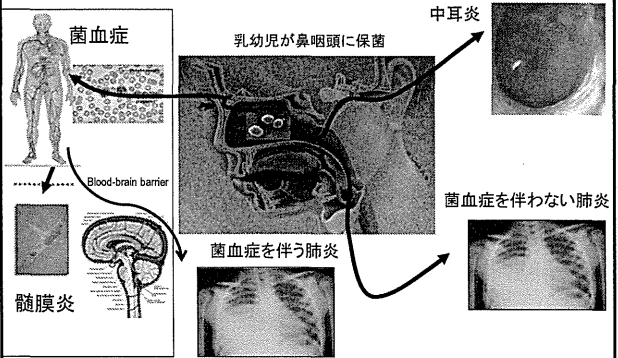 菌血症
乳幼児が鼻咽頭に保菌
中耳炎
Blood-brain barrier
髄膜炎
菌血症を伴う肺炎
菌血症を伴わない肺炎